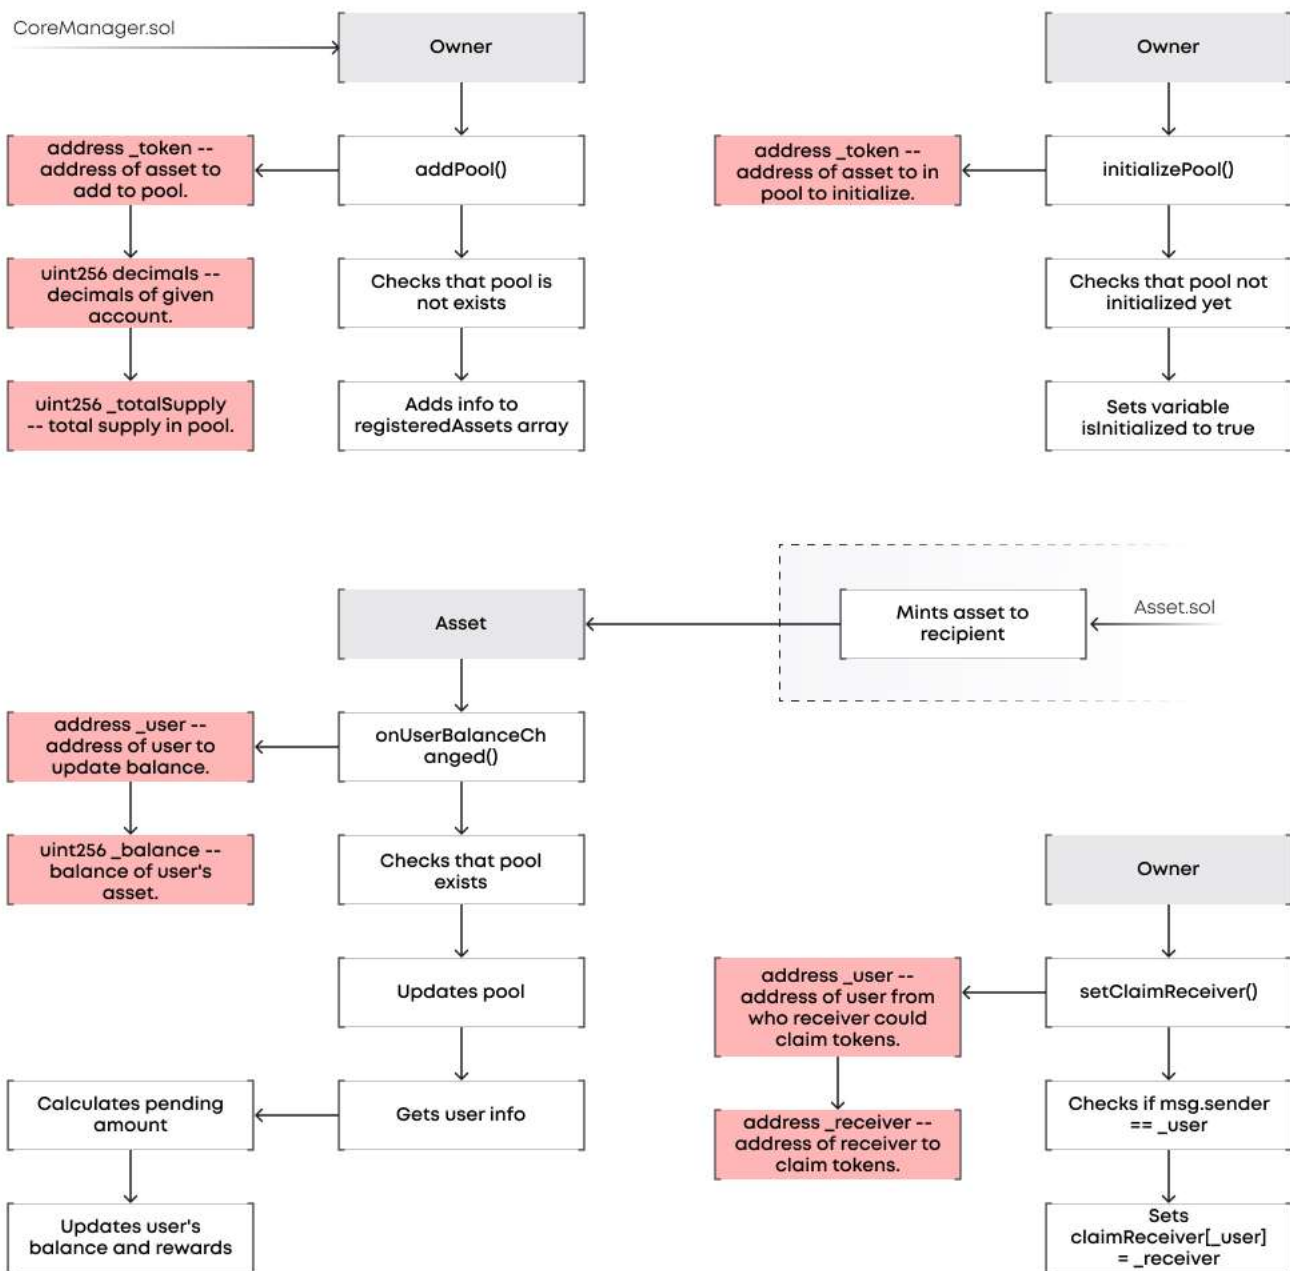 CoreManager.sol
Owner
address _token --
address of asset to
add to pool.
addPool()
uint256 decimals --
decimals of given
account.
Checks that pool is
not exists
uint256 _totalSupply
-- total supply in pool.
Adds info to
registeredAssets array
Owner
address _token --
address of asset to in
pool to initialize.
initializePool()
Checks that pool not
initialized yet
Sets variable
isInitialized to true
Asset
Mints asset to
recipient
Asset.sol
address _user --
address of user to
update balance.
onUserBalanceCh
anged()
uint256 _balance --
balance of user's
asset.
Checks that pool
exists
Updates pool
Calculates pending
amount
Gets user info
Updates user's
balance and rewards
Owner
address _user --
address of user from
who receiver could
claim tokens.
setClaimReceiver()
address _receiver --
address of receiver to
claim tokens.
Checks if msg.sender
== _user
Sets
claimReceiver[_user]
= _receiver